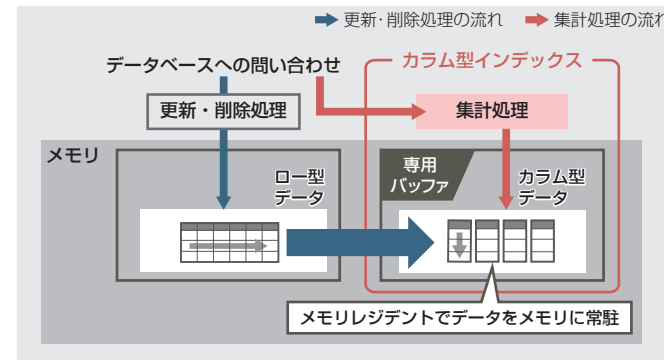 更新・削除処理の流れ
集計処理の流れ
データベースへの問い合わせ
カラム型インデックス
更新・削除処理
集計処理
メモリ
ロー型
データ
専用
バッファ
カラム型
データ
メモリレジデントでデータをメモリに常駐